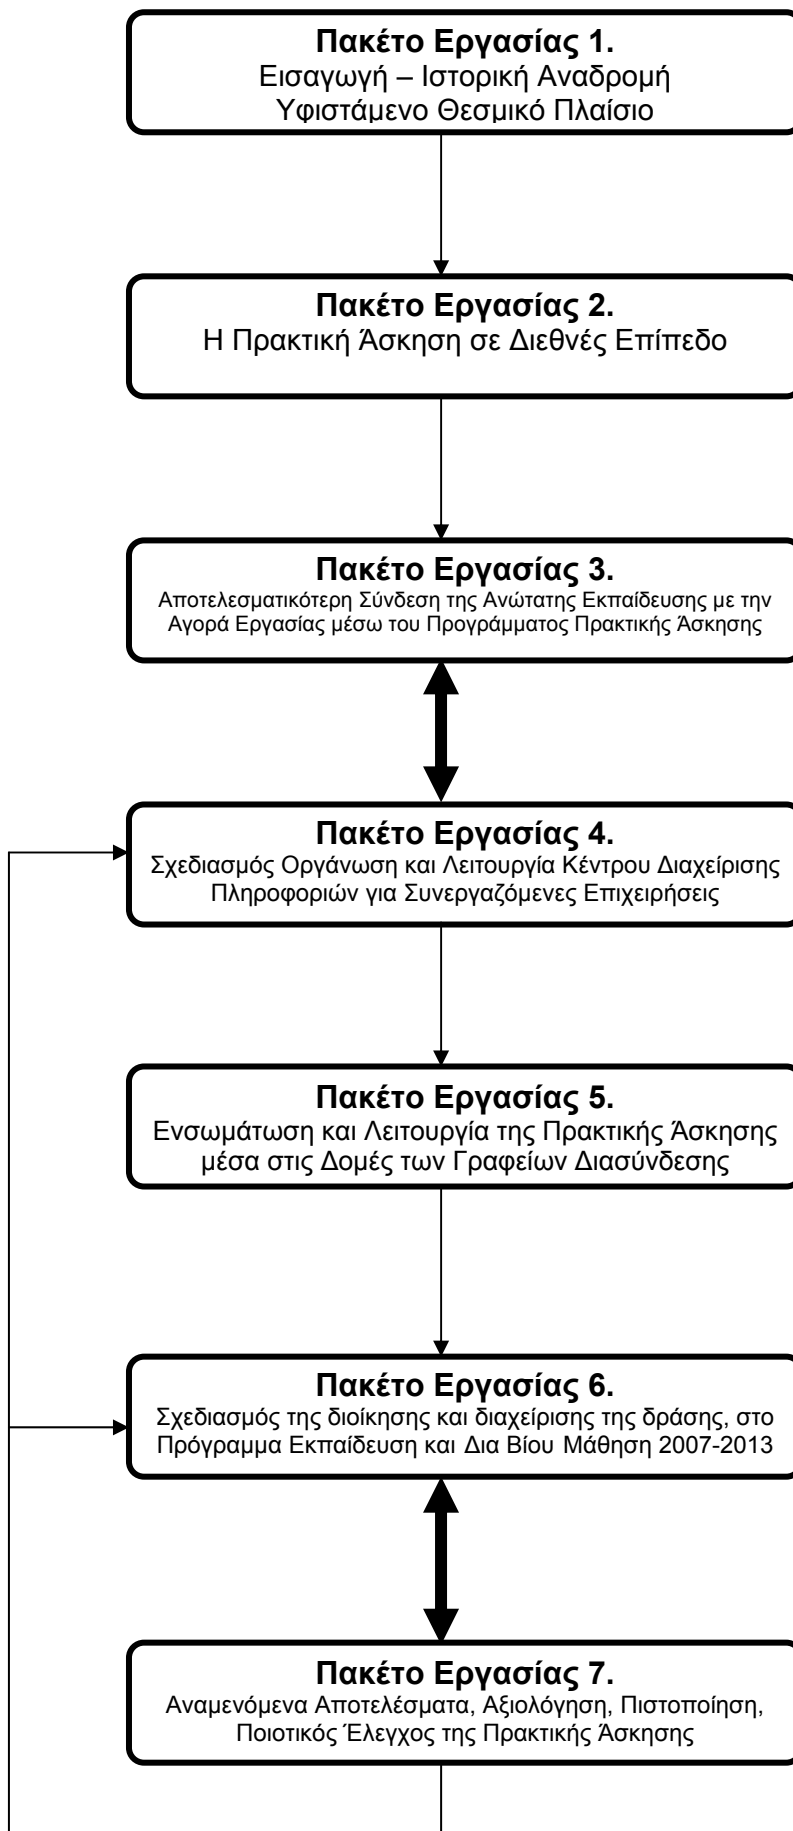 Πακέτο Εργασίας 1.
Εισαγωγή – Ιστορική Αναδρομή
Υφιστάμενο Θεσμικό Πλαίσιο
Πακέτο Εργασίας 2.
Η Πρακτική Άσκηση σε Διεθνές Επίπεδο
Πακέτο Εργασίας 3.
Αποτελεσματικότερη Σύνδεση της Ανώτατης Εκπαίδευσης με την
Αγορά Εργασίας μέσω του Προγράμματος Πρακτικής Άσκησης
Πακέτο Εργασίας 4.
Σχεδιασμός Οργάνωση και Λειτουργία Κέντρου Διαχείρισης
Πληροφοριών για Συνεργαζόμενες Επιχειρήσεις
Πακέτο Εργασίας 5.
Ενσωμάτωση και Λειτουργία της Πρακτικής Άσκησης
μέσα στις Δομές των Γραφείων Διασύνδεσης
Πακέτο Εργασίας 6.
Σχεδιασμός της διοίκησης και διαχείρισης της δράσης, στο
Πρόγραμμα Εκπαίδευση και Δια Βίου Μάθηση 2007-2013
Πακέτο Εργασίας 7.
Αναμενόμενα Αποτελέσματα, Αξιολόγηση, Πιστοποίηση,
Ποιοτικός Έλεγχος της Πρακτικής Άσκησης